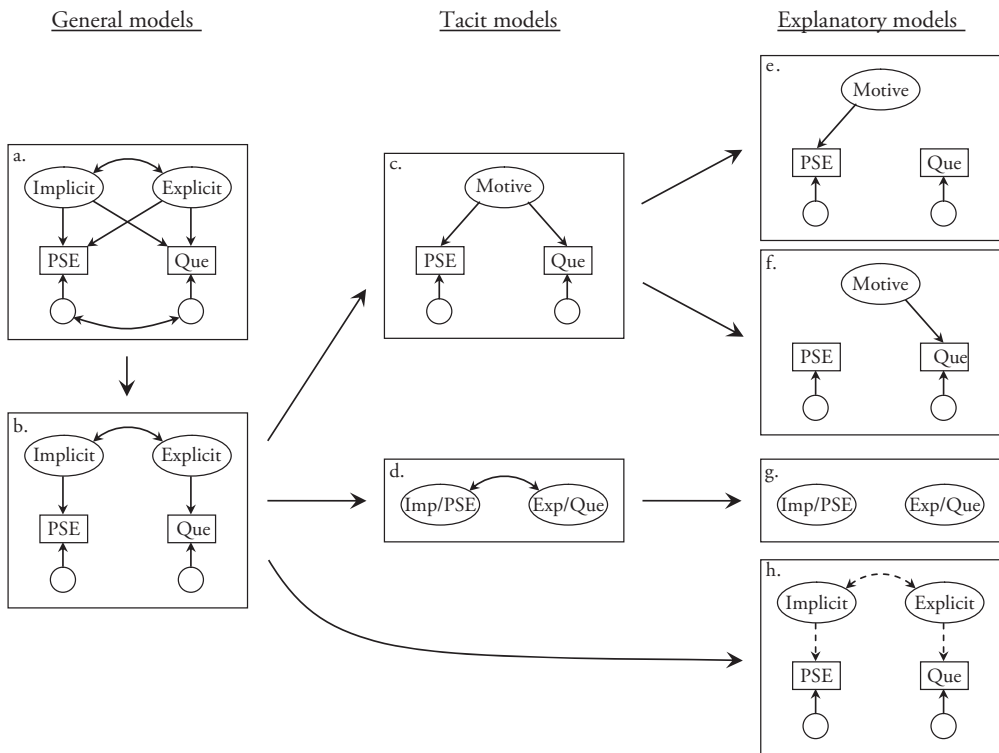 General models
Tacit models
Explanatory models
a.
Implicit
Explicit
PSE
Que
b.
Implicit
Explicit
PSE
Que
c.
Motive
PSE
Que
d.
Imp/PSE
Exp/Que
e.
Motive
PSE
Que
f.
Motive
PSE
Que
g.
Imp/PSE
Exp/Que
h.
Implicit
Explicit
PSE
Que